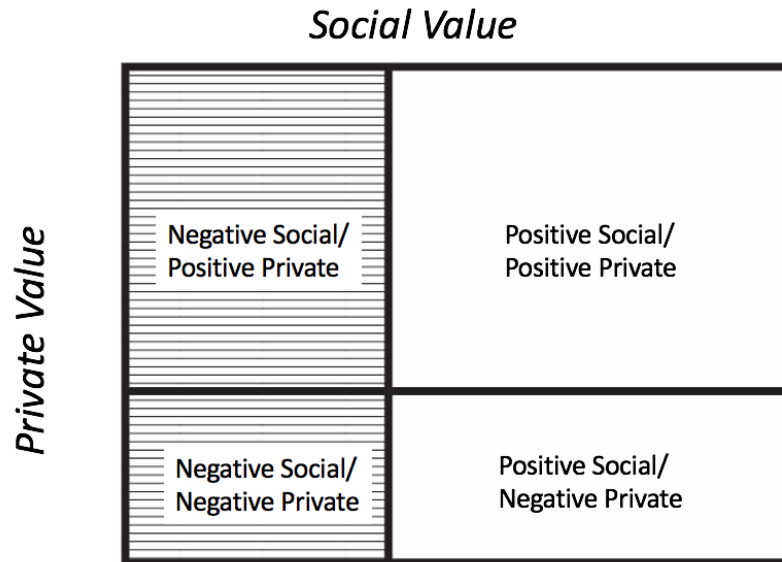 Social Value
Private Value
Negative Social/
Positive Private
Positive Social/
Positive Private
Negative Social/
Negative Private
Positive Social/
Negative Private